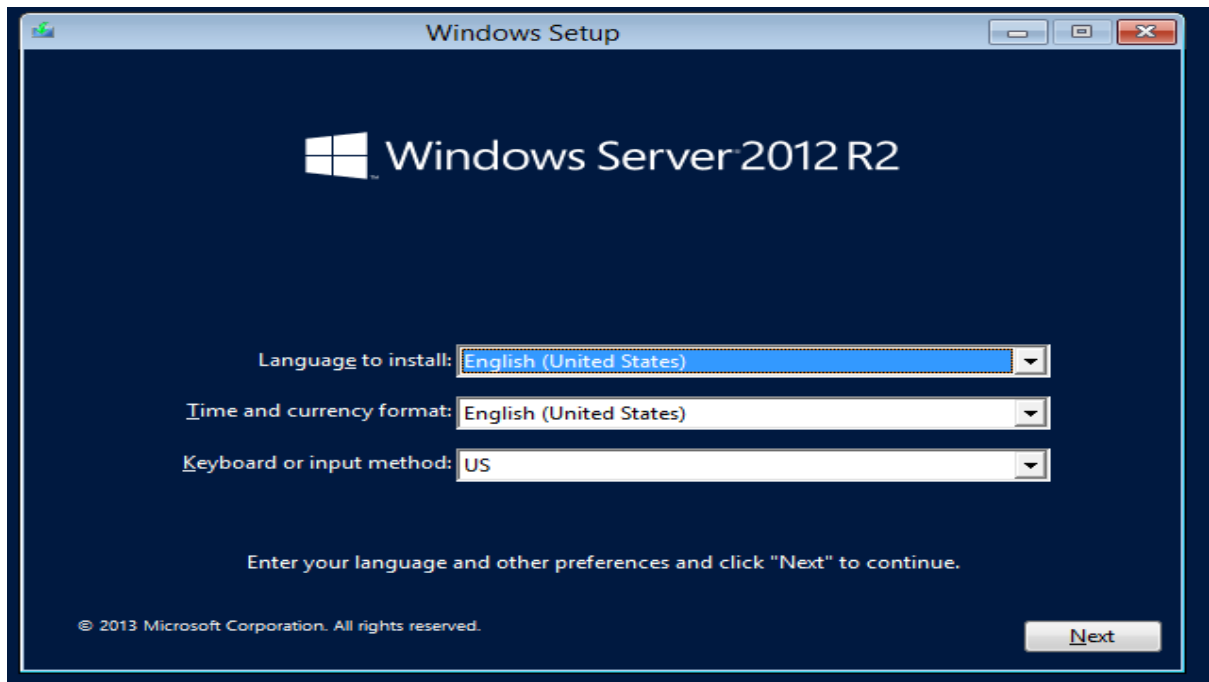 Windows Setup
Windows Server 2012 R2
Language to install: English (United States)
Time and currency format: English (United States)
Keyboard or input method: US
Enter your language and other preferences and click "Next" to continue.
© 2013 Microsoft Corporation. All rights reserved.
Next